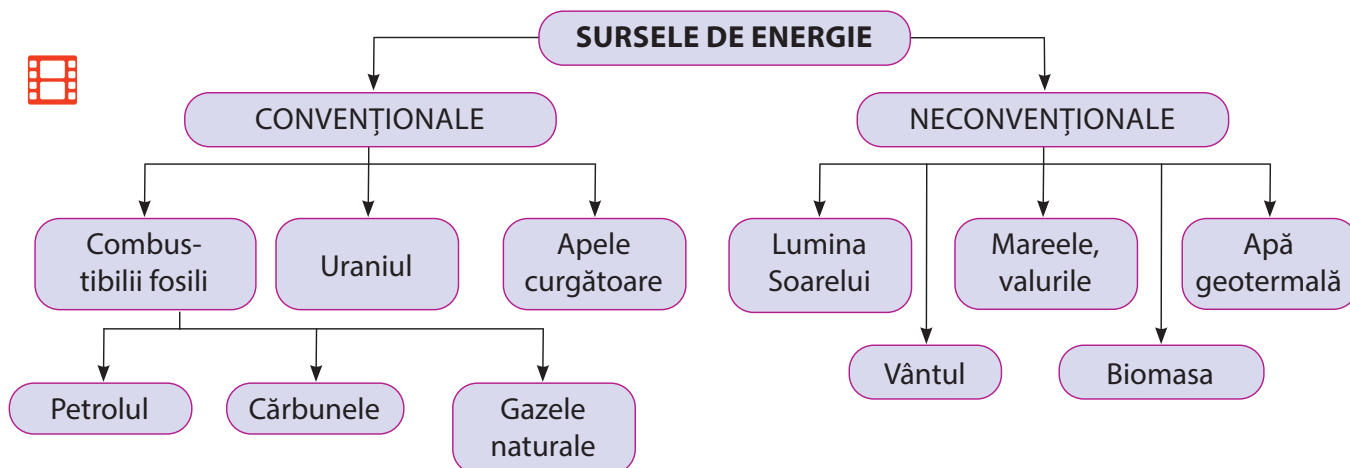 SURSELE DE ENERGIE
CONVENȚIONALE
NECONVENȚIONALE
Combus-
tibilii fosili
Uraniul
Apele
curgătoare
Lumina
Soarelui
Mareele,
valurile
Apă
geotermală
Vântul
Biomasa
Petrolul
Cărbunele
Gazele
naturale